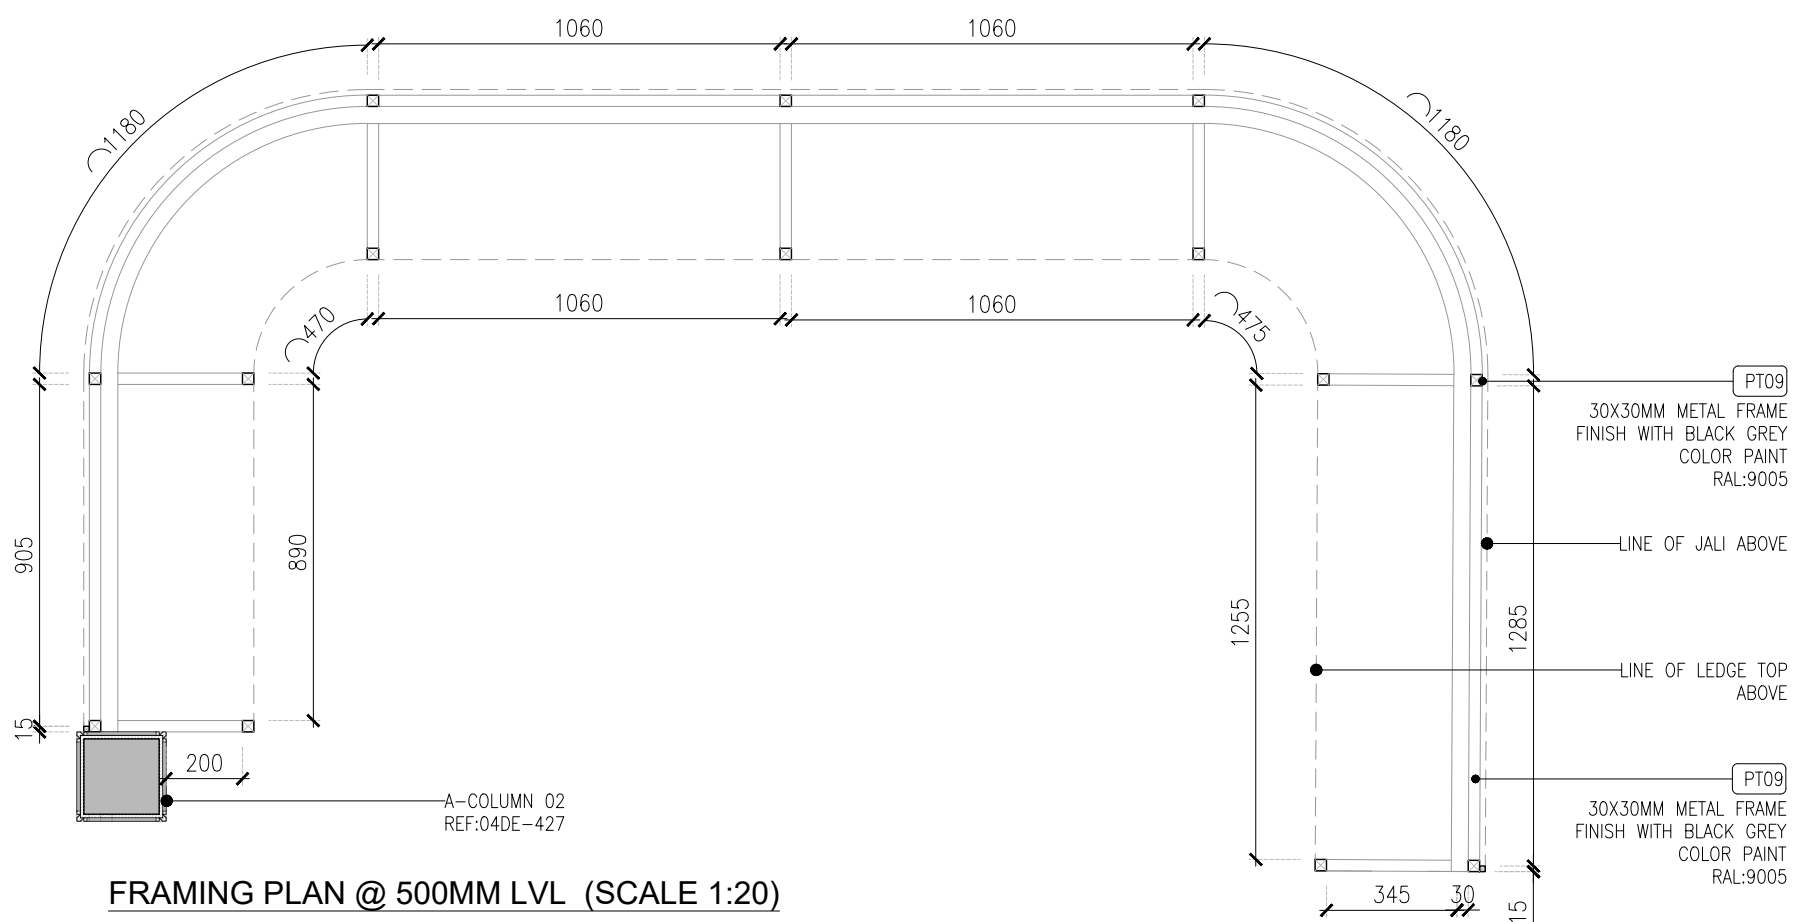 1060
1060
1180
1180
1060
1060
470
475
PT09
30X30MM METAL FRAME
FINISH WITH BLACK GREY
COLOR PAINT
RAL:9005
905
890
LINE OF JALI ABOVE
1255
1285
LINE OF LEDGE TOP
ABOVE
15
200
PT09
A-COLUMN 02
REF:04DE-427
30X30MM METAL FRAME
FINISH WITH BLACK GREY
COLOR PAINT
RAL:9005
FRAMING PLAN @ 500MM LVL (SCALE 1:20)
345
30
15